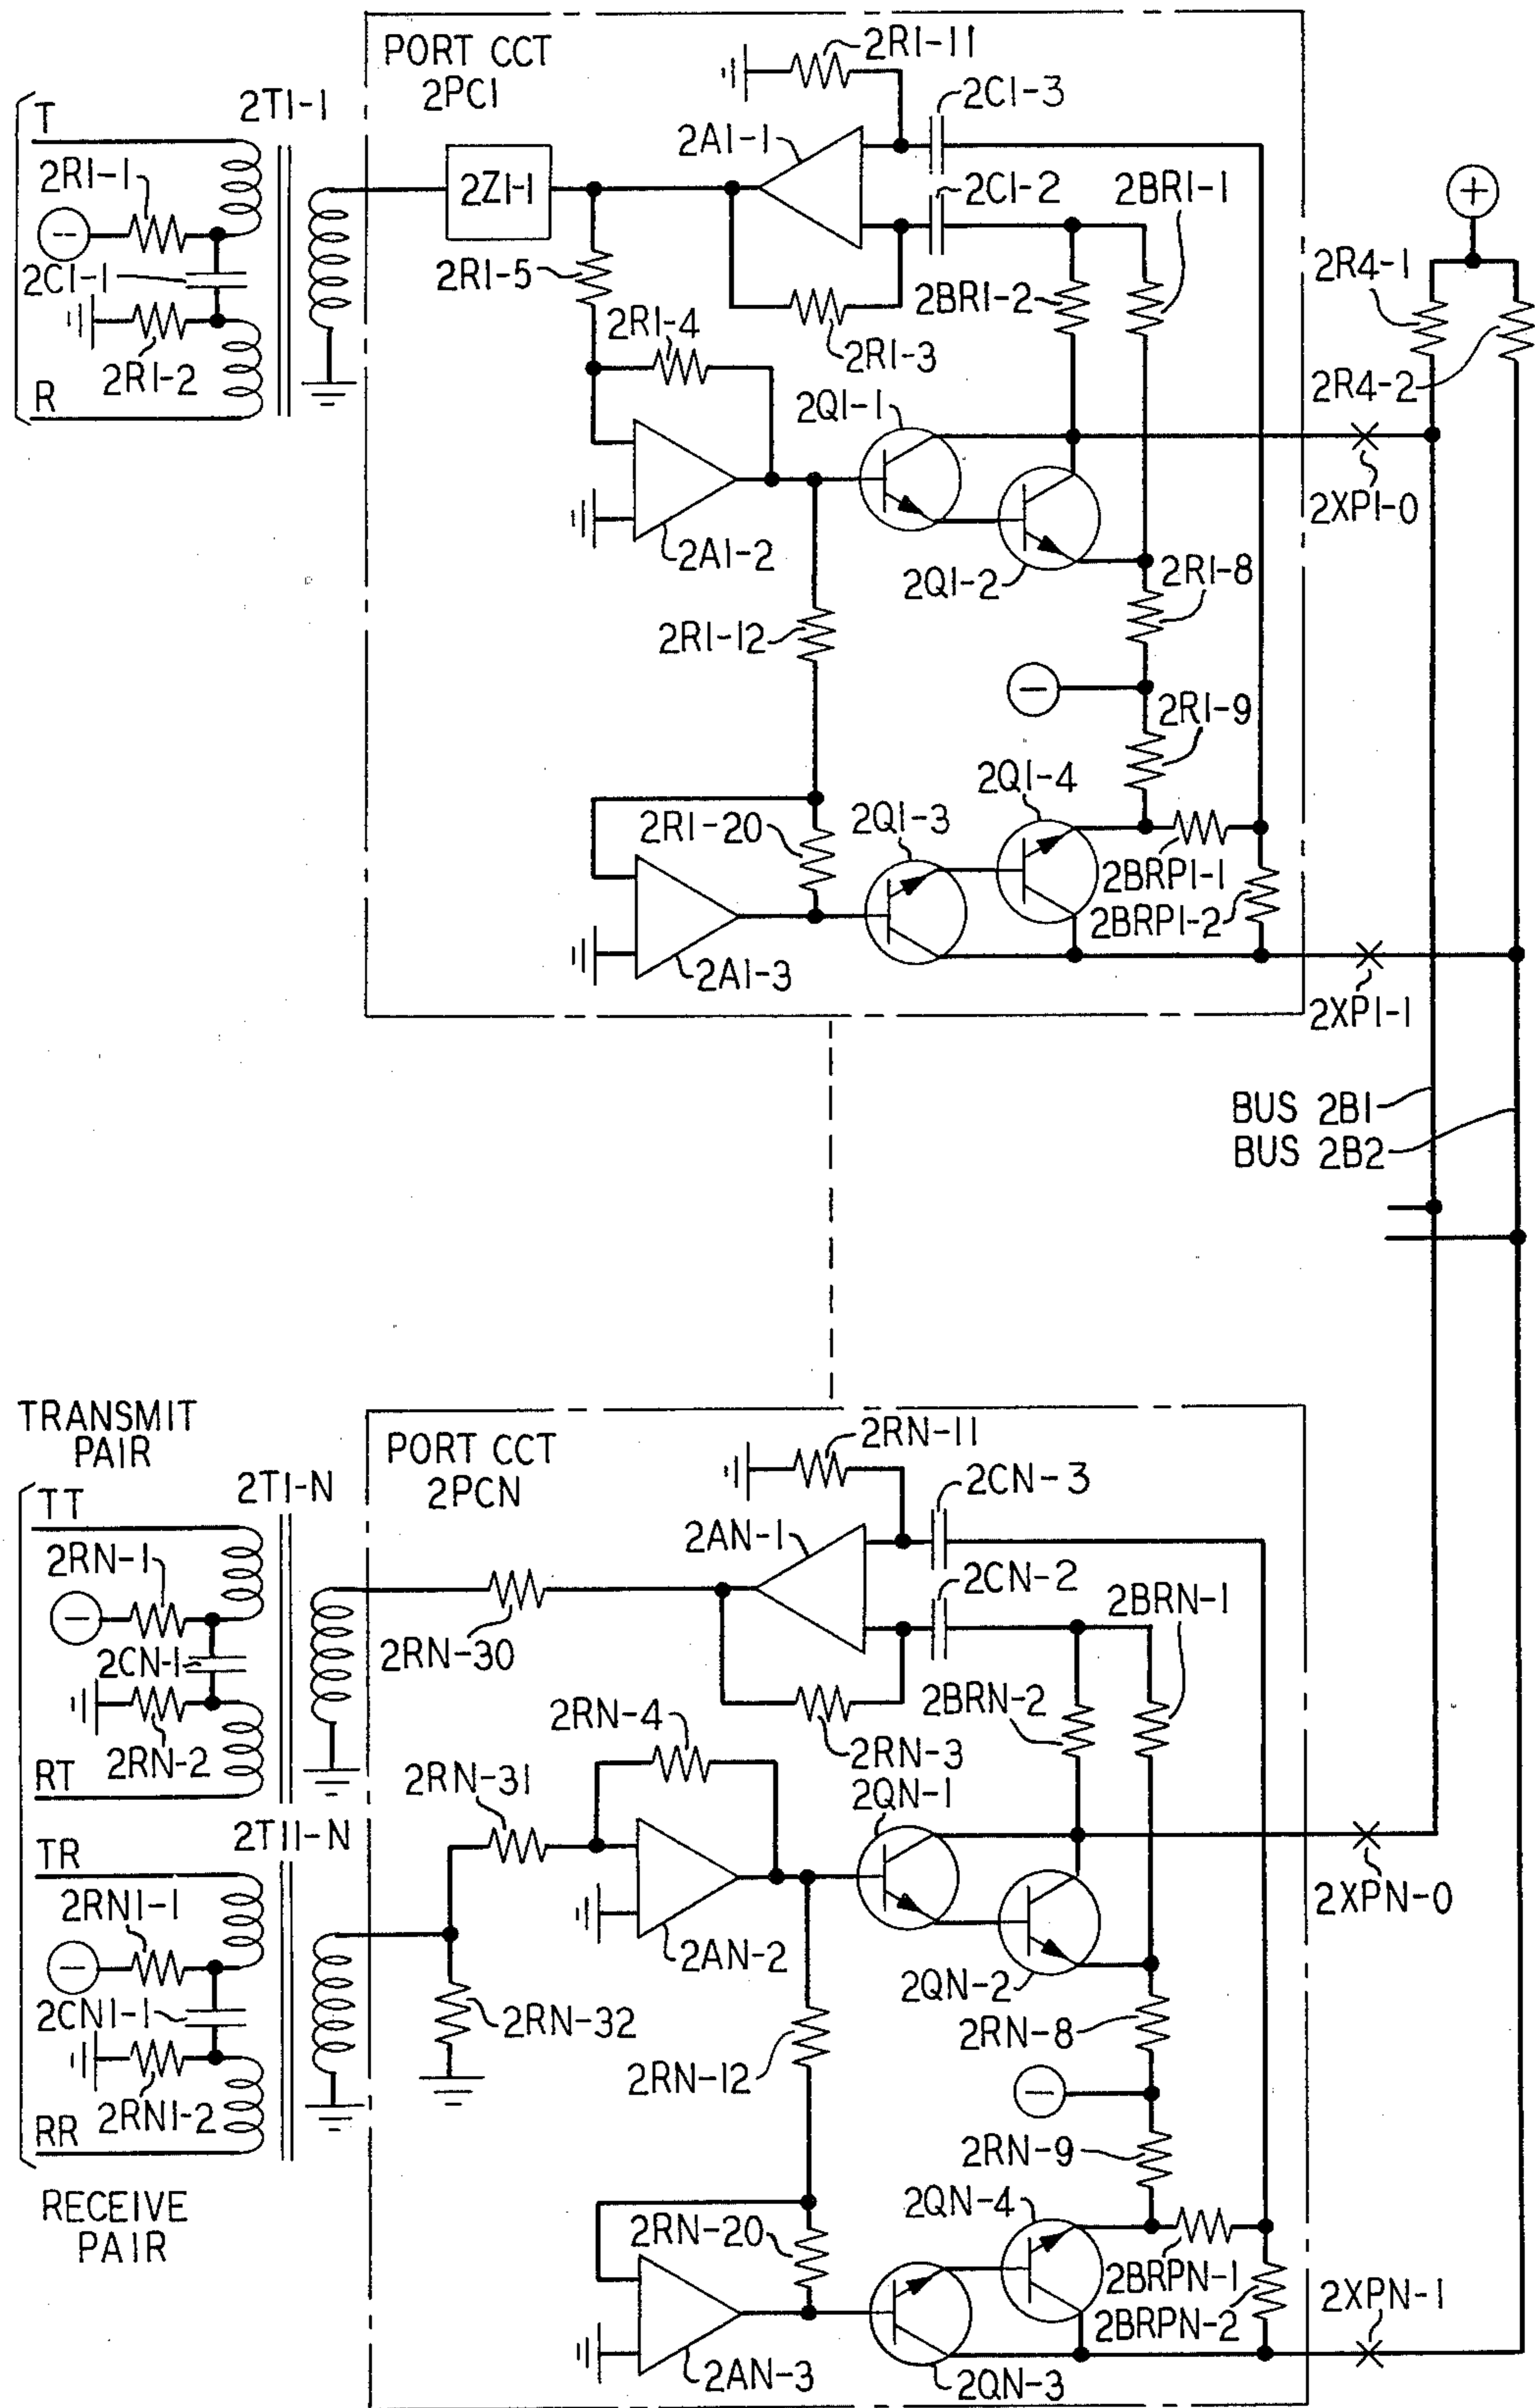 PORT CCT
2PC1
2R1-11
T
2T1-1
2C1-3
2A1-1
2R1-1
2Z1-1
2C1-2
2BR1-1
+
--
2C1-1
2R1-5
2BR1-2
2R4-1
2R1-4
2R1-3
2R1-2
R
2R4-2
2Q1-1
2XP1-0
2A1-2
2Q1-2
2R1-8
2R1-12
-
2R1-9
2Q1-4
2R1-20
2Q1-3
2BRP1-1
2BRP1-2
2A1-3
2XP1-1
BUS 2B1
BUS 2B2
TRANSMIT
PAIR
PORT CCT
2PCN
2RN-11
TT
2T1-N
2CN-3
2AN-1
2RN-1
2CN-2
2BRN-1
-
2CN-1
2RN-30
2BRN-2
2RN-4
2RN-3
2RN-2
RT
2RN-31
2QN-1
2T11-N
TR
2RN1-1
2XPN-0
-
2AN-2
2QN-2
2CN1-1
2RN-32
2RN-8
2RN-12
2RN1-2
-
RR
2RN-9
RECEIVE
PAIR
2QN-4
2RN-20
2BRPN-1
2BRPN-2
2XPN-1
2AN-3
2QN-3